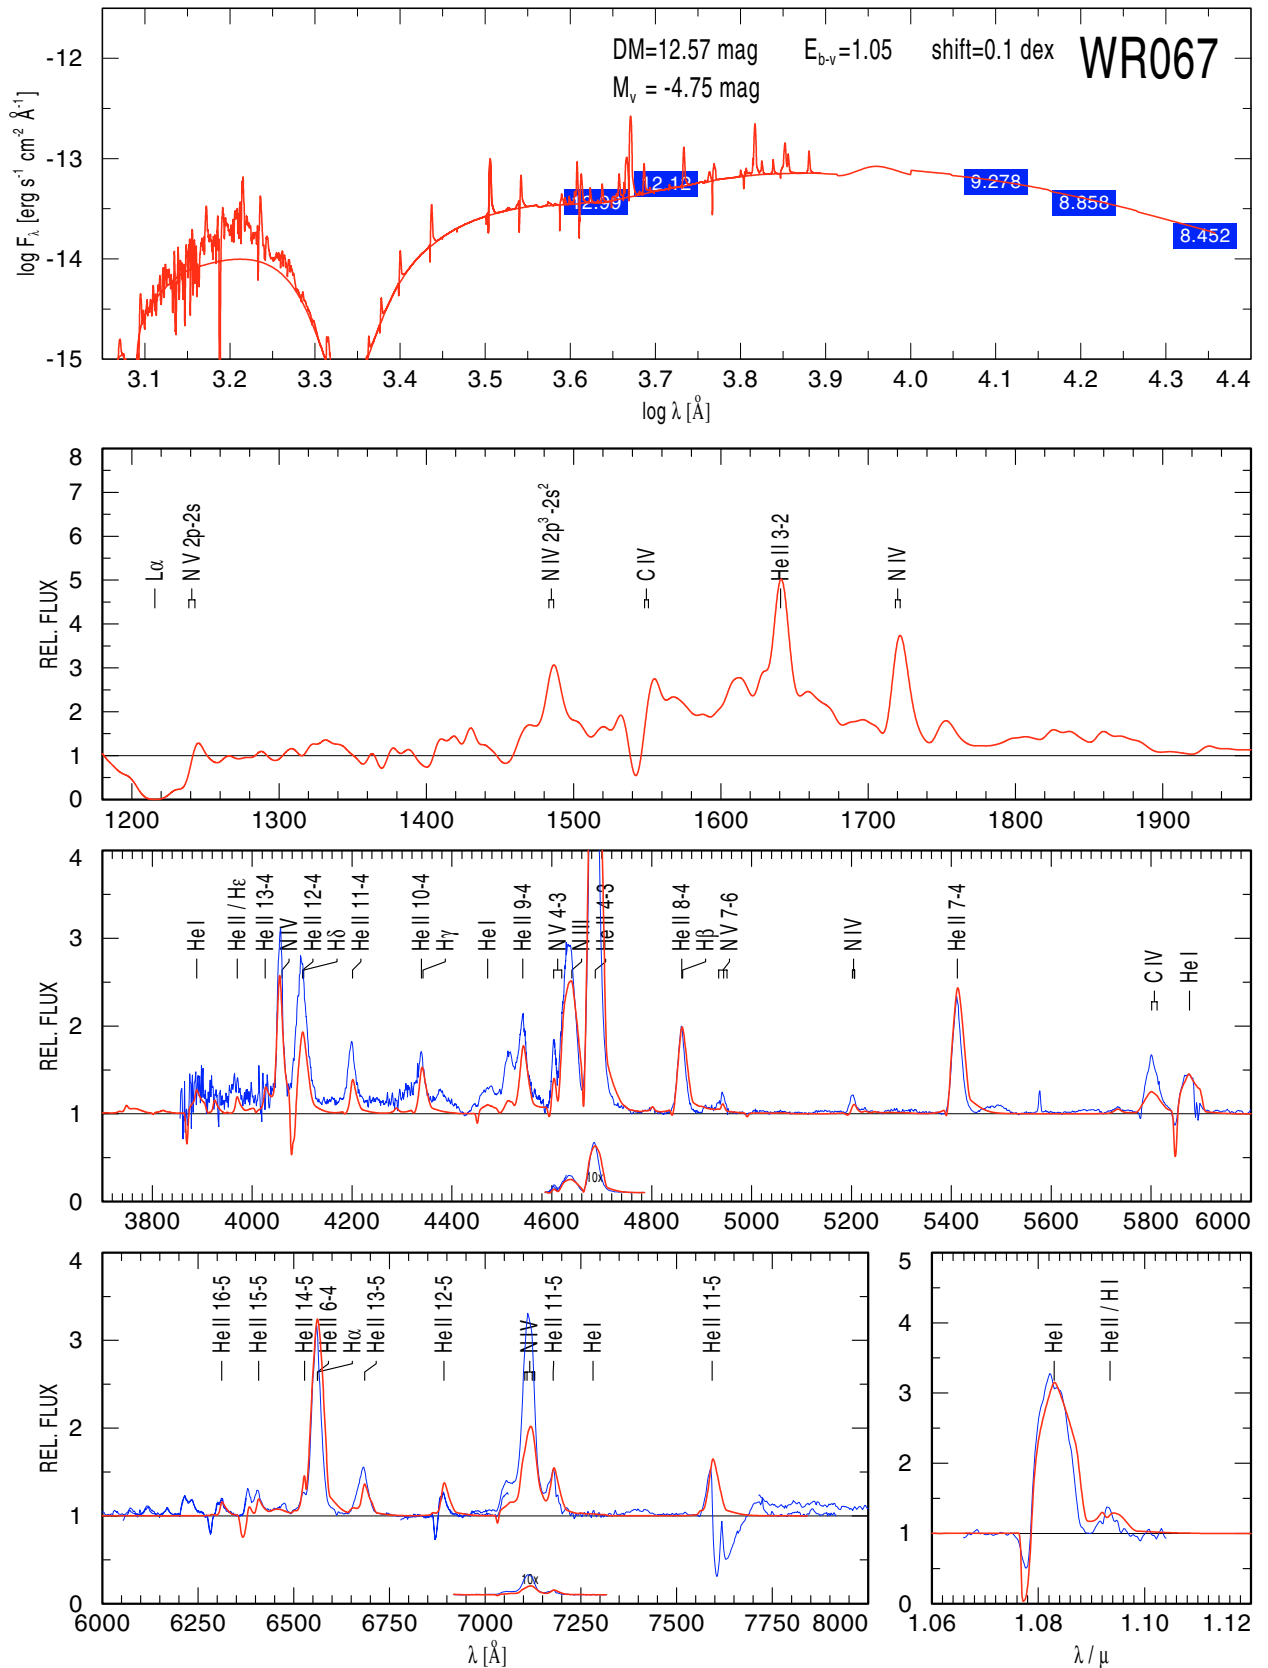 DM=12.57 mag E_b-v=1.05 shift=0.1 dex WR067
M_v = -4.75 mag
log F_λ [erg s⁻¹ cm⁻² Å⁻¹]
-12
-13
-14
-15
12.99 12.12 9.278 8.858 8.452
3.1 3.2 3.3 3.4 3.5 3.6 3.7 3.8 3.9 4.0 4.1 4.2 4.3 4.4
log λ [Å]
REL. FLUX
8
7
6
5
4
3
2
1
0
Lα N V 2p-2s N IV 2p³-2s² C IV He II 3-2 N IV
1200 1300 1400 1500 1600 1700 1800 1900
REL. FLUX
4
3
2
1
0
He I He II / Hε He II 13-4 N IV He II 12-4 Hδ He II 11-4 He II 10-4 Hγ He I He II 9-4 N V 4-3 N III He II 4-3 He II 8-4 Hβ N V 7-6 N IV He II 7-4 C IV He I
10x
3800 4000 4200 4400 4600 4800 5000 5200 5400 5600 5800 6000
REL. FLUX
4
3
2
1
0
He II 16-5 He II 15-5 He II 14-5 He II 6-4 Hα He II 13-5 He II 12-5 N IV He II 11-5 He I He II 11-5
10x
6000 6250 6500 6750 7000 7250 7500 7750 8000
λ [Å]
5
4
3
2
1
0
He I He II / H I
1.06 1.08 1.10 1.12
λ / μ